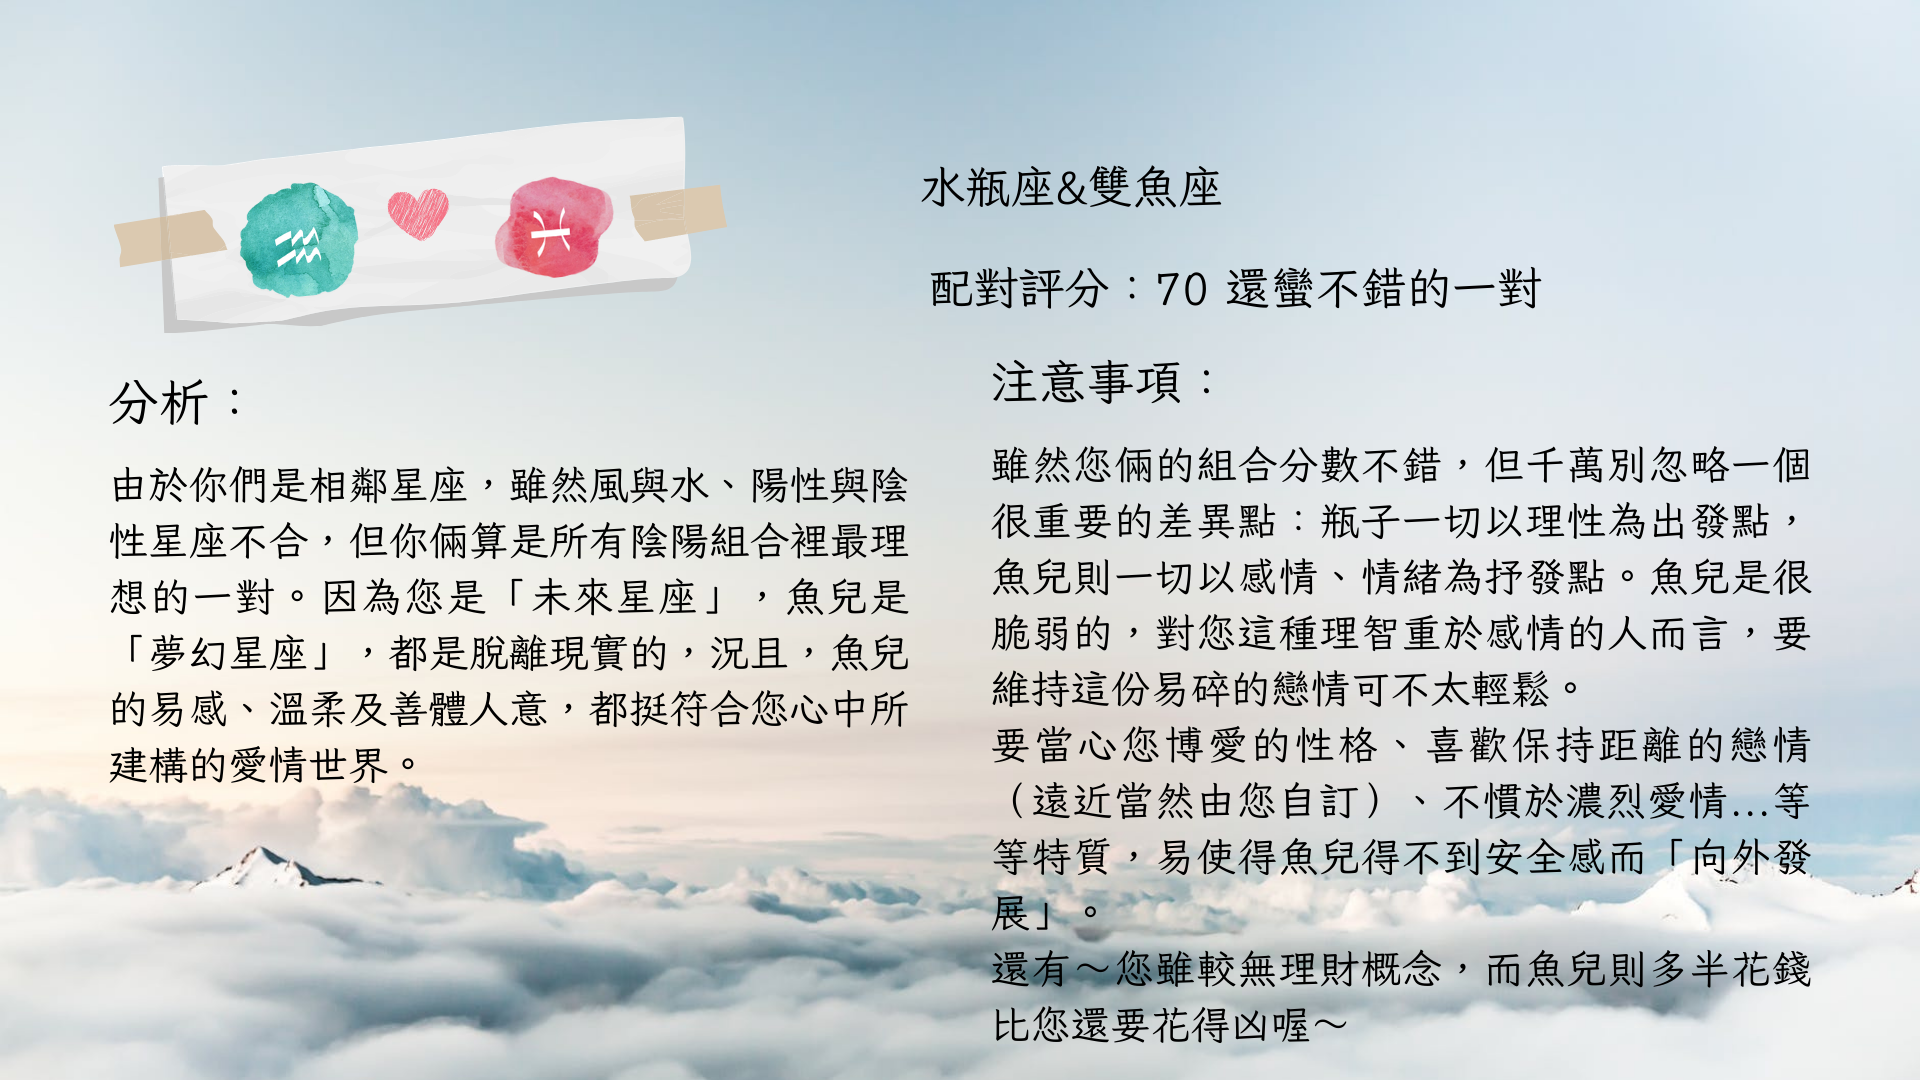 水瓶座&雙魚座
配對評分：70 還蠻不錯的一對
分析：
由於你們是相鄰星座，雖然風與水、陽性與陰
性星座不合，但你倆算是所有陰陽組合裡最理
想的一對。因為您是「未來星座」，魚兒是
「夢幻星座」，都是脫離現實的，況且，魚兒
的易感、溫柔及善體人意，都挺符合您心中所
建構的愛情世界。
注意事項：
雖然您倆的組合分數不錯，但千萬別忽略一個
很重要的差異點：瓶子一切以理性為出發點，
魚兒則一切以感情、情緒為抒發點。魚兒是很
脆弱的，對您這種理智重於感情的人而言，要
維持這份易碎的戀情可不太輕鬆。
要當心您博愛的性格、喜歡保持距離的戀情
（遠近當然由您自訂）、不慣於濃烈愛情...等
等特質，易使得魚兒得不到安全感而「向外發
展」。
還有～您雖較無理財概念，而魚兒則多半花錢
比您還要花得凶喔～